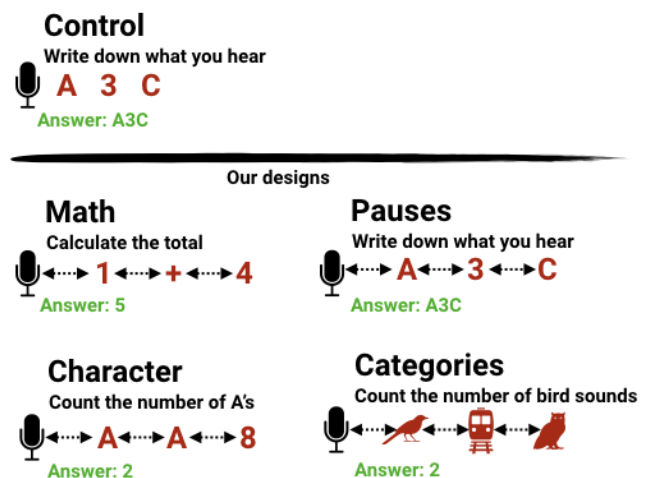 Control
Write down what you hear
A 3 C
Answer: A3C
Our designs
Math
Calculate the total
1 + 4
Answer: 5
Pauses
Write down what you hear
A 3 C
Answer: A3C
Character
Count the number of A's
A A 8
Answer: 2
Categories
Count the number of bird sounds
Answer: 2